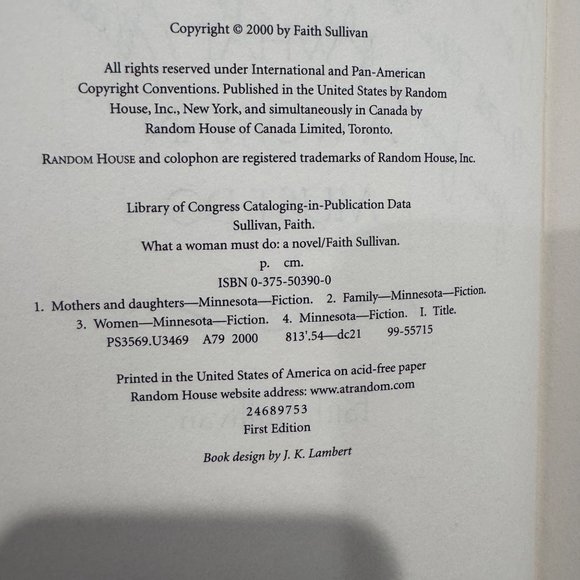 Copyright © 2000 by Faith Sullivan
All rights reserved under International and Pan-American
Copyright Conventions. Published in the United States by Random
House, Inc., New York, and simultaneously in Canada by
Random House of Canada Limited, Toronto.
RANDOM HOUSE and colophon are registered trademarks of Random House, Inc.
Library of Congress Cataloging-in-Publication Data
Sullivan, Faith.
What a woman must do: a novel/Faith Sullivan.
p. cm.
ISBN 0-375-50390-0
1. Mothers and daughters—Minnesota—Fiction. 2. Family—Minnesota—Fiction.
3. Women—Minnesota—Fiction. 4. Minnesota—Fiction. I. Title.
PS3569.U3469 A79 2000 813'.54—dc21 99-55715
Printed in the United States of America on acid-free paper
Random House website address: www.atrandom.com
24689753
First Edition
Book design by J. K. Lambert